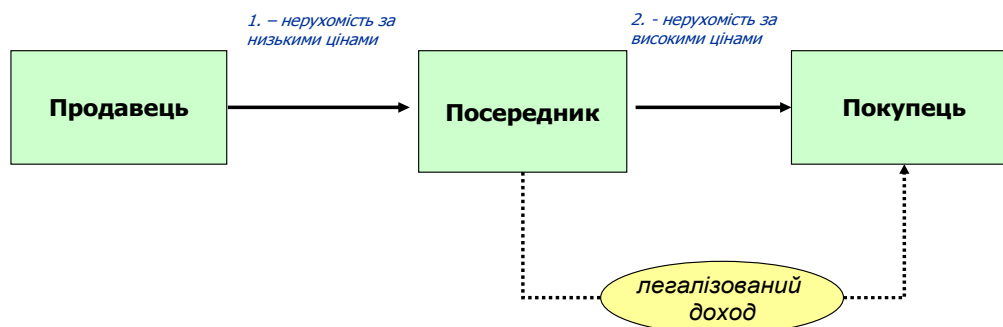 1. – нерухомість за
низькими цінами
2. - нерухомість за
високими цінами
Продавець
Посередник
Покупець
легалізований
доход